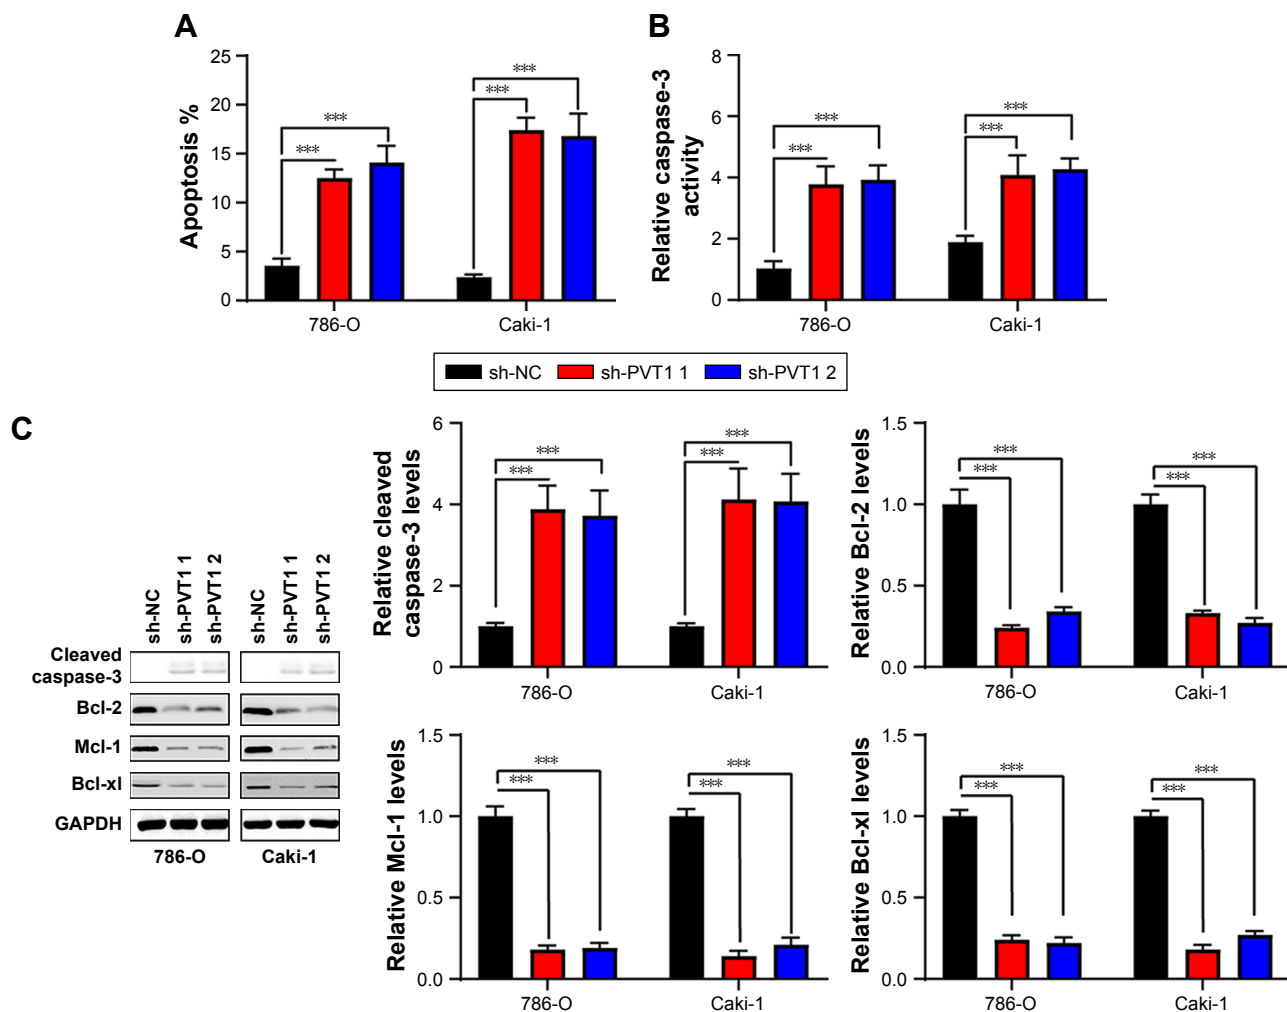 A
Apoptosis %
25
20
15
10
5
0
***
***
***
***
786-O
Caki-1
B
Relative caspase-3
activity
8
6
4
2
0
***
***
***
***
786-O
Caki-1
sh-NC sh-PVT1 1 sh-PVT1 2
C
sh-NC
sh-PVT1 1
sh-PVT1 2
sh-NC
sh-PVT1 1
sh-PVT1 2
Cleaved
caspase-3
Bcl-2
Mcl-1
Bcl-xl
GAPDH
786-O
Caki-1
Relative cleaved
caspase-3 levels
6
4
2
0
***
***
***
***
786-O
Caki-1
Relative Bcl-2 levels
1.5
1.0
0.5
0.0
***
***
***
***
786-O
Caki-1
Relative Mcl-1 levels
1.5
1.0
0.5
0.0
***
***
***
***
786-O
Caki-1
Relative Bcl-xl levels
1.5
1.0
0.5
0.0
***
***
***
***
786-O
Caki-1